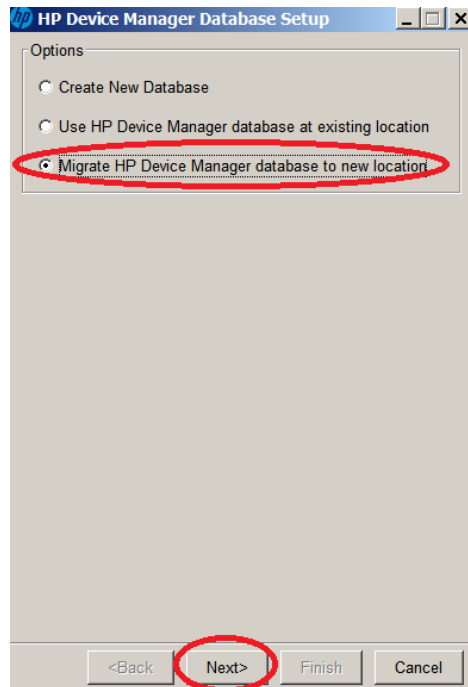 hp HP Device Manager Database Setup
Options
Create New Database
Use HP Device Manager database at existing location
Migrate HP Device Manager database to new location
<Back Next> Finish Cancel